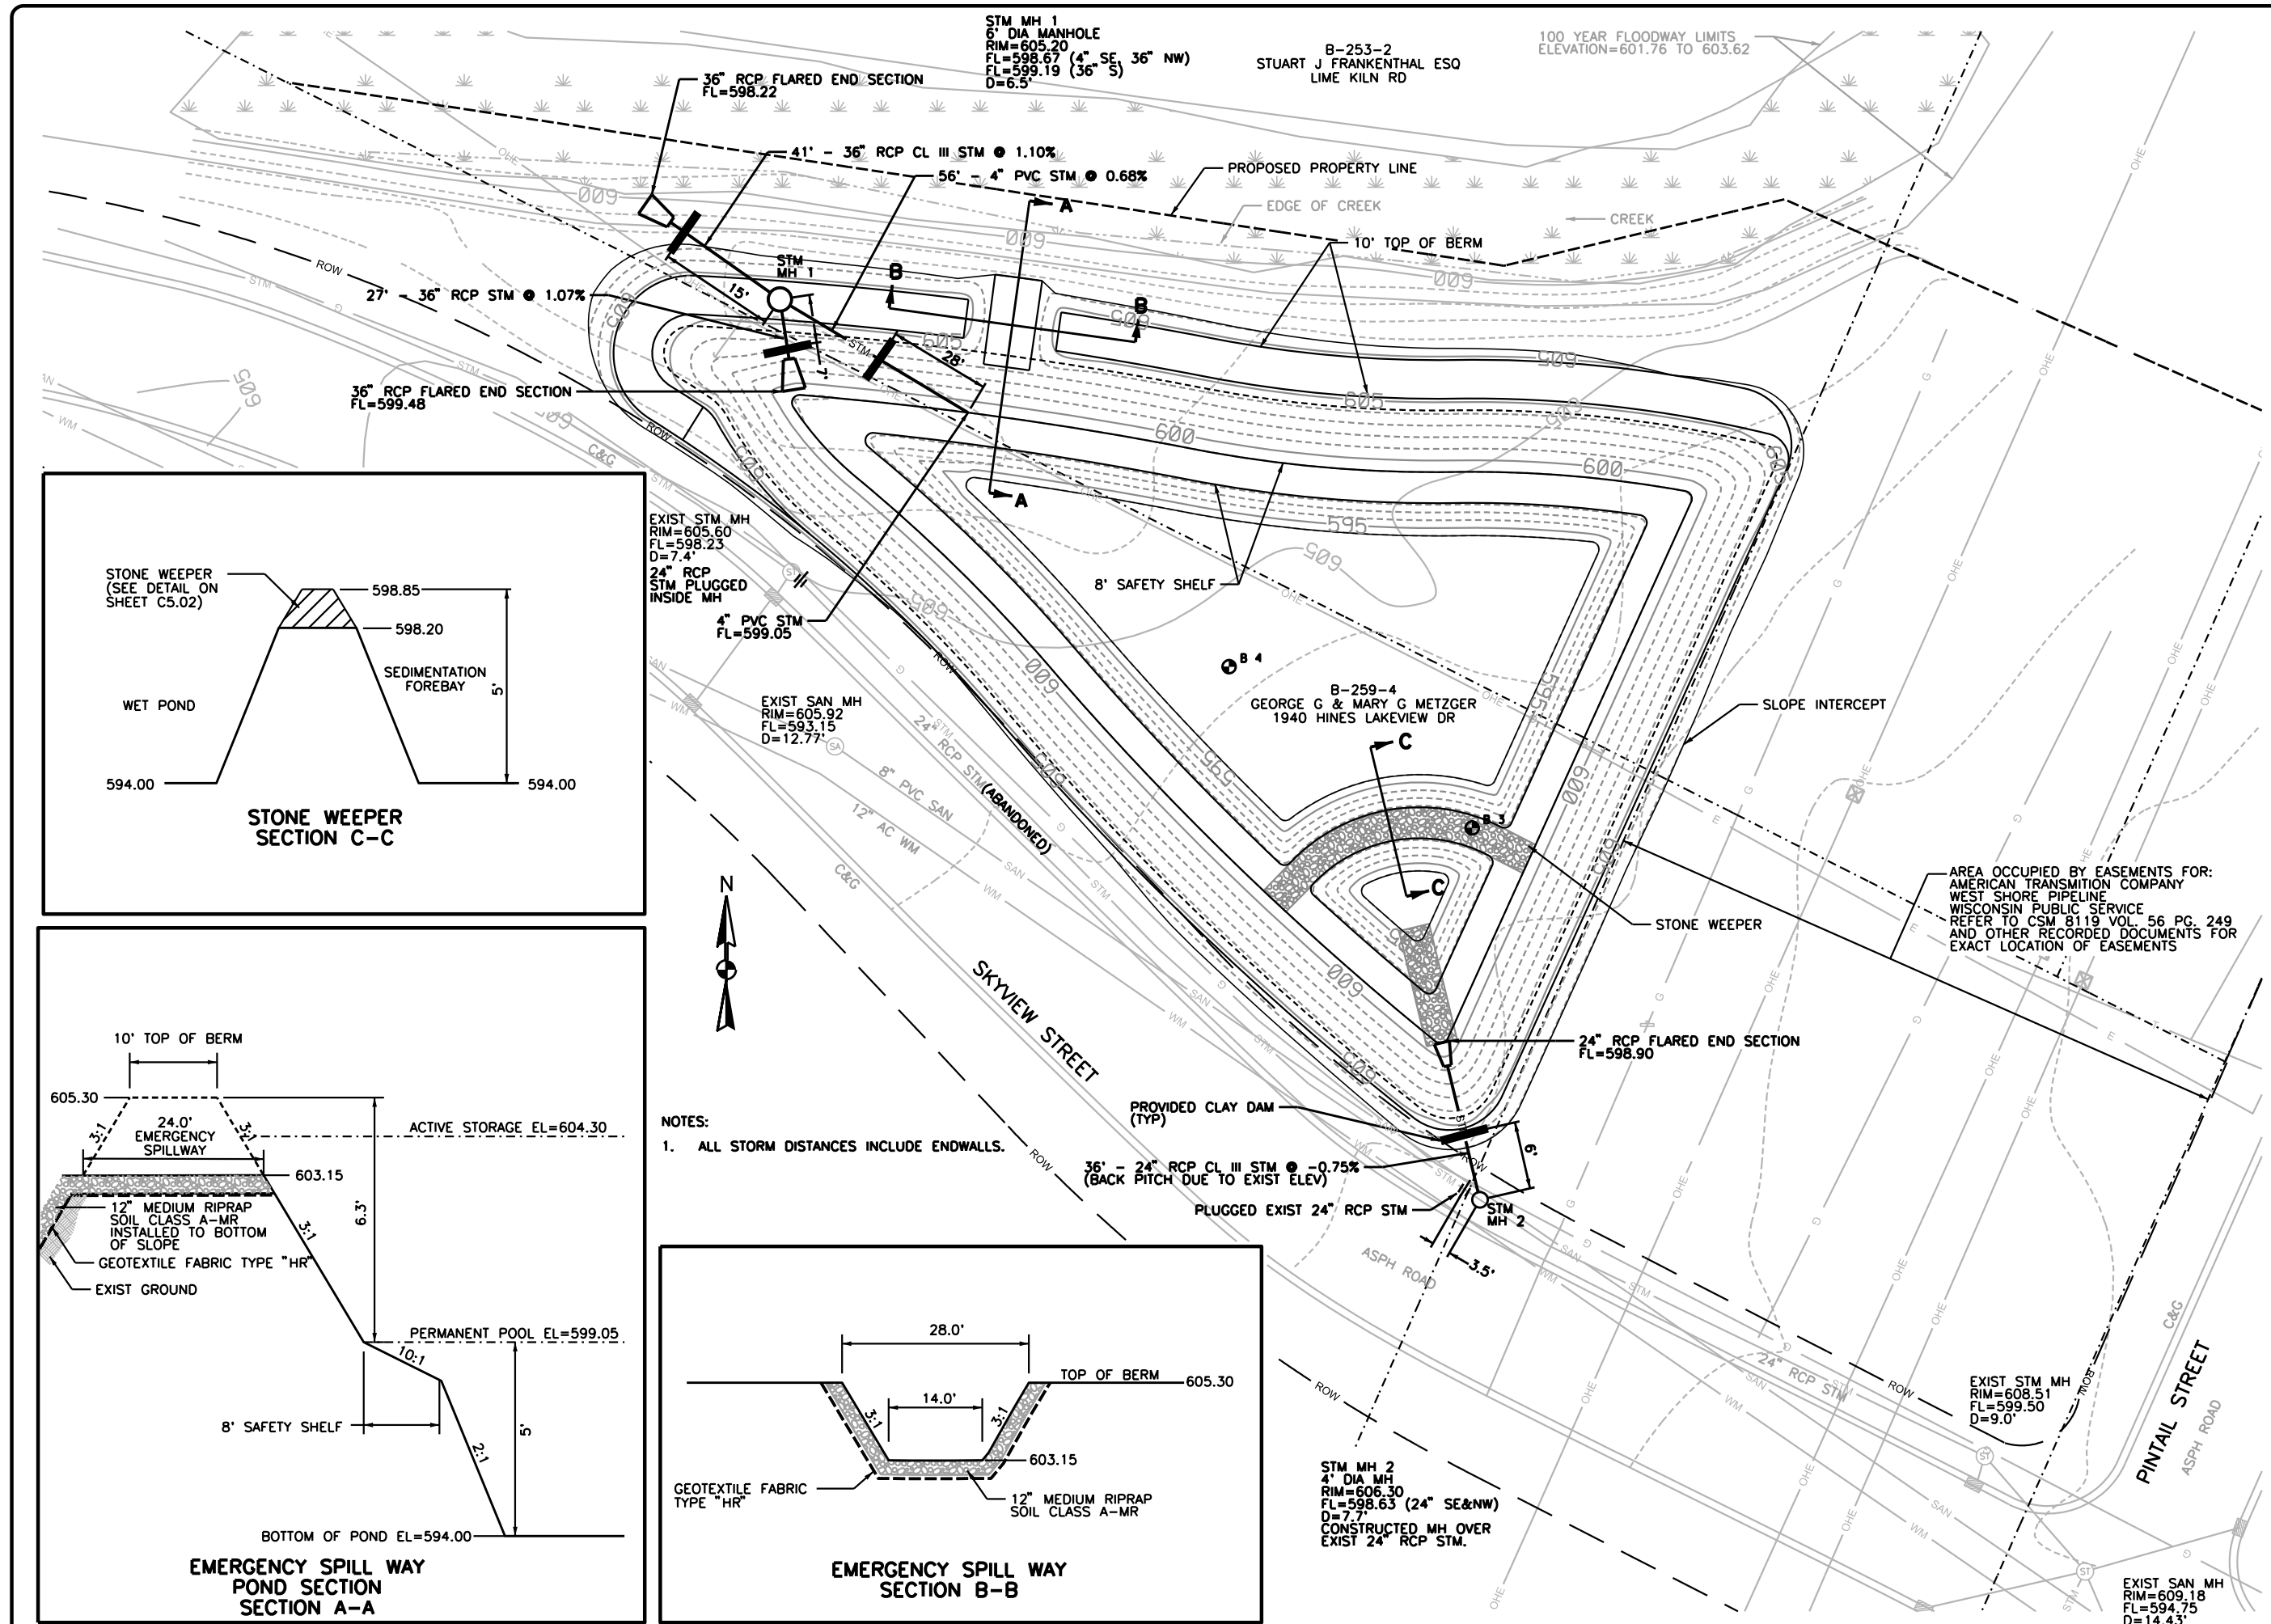 STM MH 1
6' DIA MANHOLE
RIM=605.20
FL=598.67 (4" SE, 36" NW)
FL=599.19 (36" S)
D=6.5'
B-253-2
STUART J FRANKENTHAL ESQ
LIME KILN RD
100 YEAR FLOODWAY LIMITS
ELEVATION=601.76 TO 603.62
36" RCP FLARED END SECTION
FL=598.22
41' - 36" RCP CL III STM @ 1.10%
56' - 4" PVC STM @ 0.68%
PROPOSED PROPERTY LINE
EDGE OF CREEK
CREEK
10' TOP OF BERM
A
B
B
STM
MH 1
15'
7'
28'
27' - 36" RCP STM @ 1.07%
36" RCP FLARED END SECTION
FL=599.48
ROW
C&G
600
600
600
605
605
605
605
605
605
600
600
595
A
8' SAFETY SHELF
EXIST STM MH
RIM=605.60
FL=598.23
D=7.4'
24" RCP
STM PLUGGED
INSIDE MH
4" PVC STM
FL=599.05
EXIST SAN MH
RIM=605.92
FL=593.15
D=12.77'
24" RCP STM
(ABANDONED)
8" PVC SAN
12" AC WM
C&G
B 4
B-259-4
GEORGE G & MARY G METZGER
1940 HINES LAKEVIEW DR
C
B 3
C
SLOPE INTERCEPT
AREA OCCUPIED BY EASEMENTS FOR:
AMERICAN TRANSMITION COMPANY
WEST SHORE PIPELINE
WISCONSIN PUBLIC SERVICE
REFER TO CSM 8119 VOL. 56 PG. 249
AND OTHER RECORDED DOCUMENTS FOR
EXACT LOCATION OF EASEMENTS
STONE WEEPER
24" RCP FLARED END SECTION
FL=598.90
PROVIDED CLAY DAM
(TYP)
36' - 24" RCP CL III STM @ -0.75%
(BACK PITCH DUE TO EXIST ELEV)
PLUGGED EXIST 24" RCP STM
6'
STM
MH 2
3.5'
ASPH ROAD
SKYVIEW STREET
N
NOTES:
1. ALL STORM DISTANCES INCLUDE ENDWALLS.
STONE WEEPER
(SEE DETAIL ON
SHEET C5.02)
598.85
598.20
SEDIMENTATION
FOREBAY
5'
WET POND
594.00
594.00
STONE WEEPER
SECTION C-C
10' TOP OF BERM
605.30
24.0'
EMERGENCY
SPILLWAY
3:1
3:1
ACTIVE STORAGE EL=604.30
603.15
12" MEDIUM RIPRAP
SOIL CLASS A-MR
INSTALLED TO BOTTOM
OF SLOPE
GEOTEXTILE FABRIC TYPE "HR"
EXIST GROUND
3:1
6.3'
PERMANENT POOL EL=599.05
10:1
8' SAFETY SHELF
2:1
5'
BOTTOM OF POND EL=594.00
EMERGENCY SPILL WAY
POND SECTION
SECTION A-A
28.0'
TOP OF BERM
605.30
14.0'
3:1
3:1
603.15
GEOTEXTILE FABRIC
TYPE "HR"
12" MEDIUM RIPRAP
SOIL CLASS A-MR
EMERGENCY SPILL WAY
SECTION B-B
STM MH 2
4' DIA MH
RIM=606.30
FL=598.63 (24" SE&NW)
D=7.7'
CONSTRUCTED MH OVER
EXIST 24" RCP STM.
24" RCP STM
EXIST STM MH
RIM=608.51
FL=599.50
D=9.0'
C&G
PINTAIL STREET
ASPH ROAD
EXIST SAN MH
RIM=609.18
FL=594.75
D=14.43'